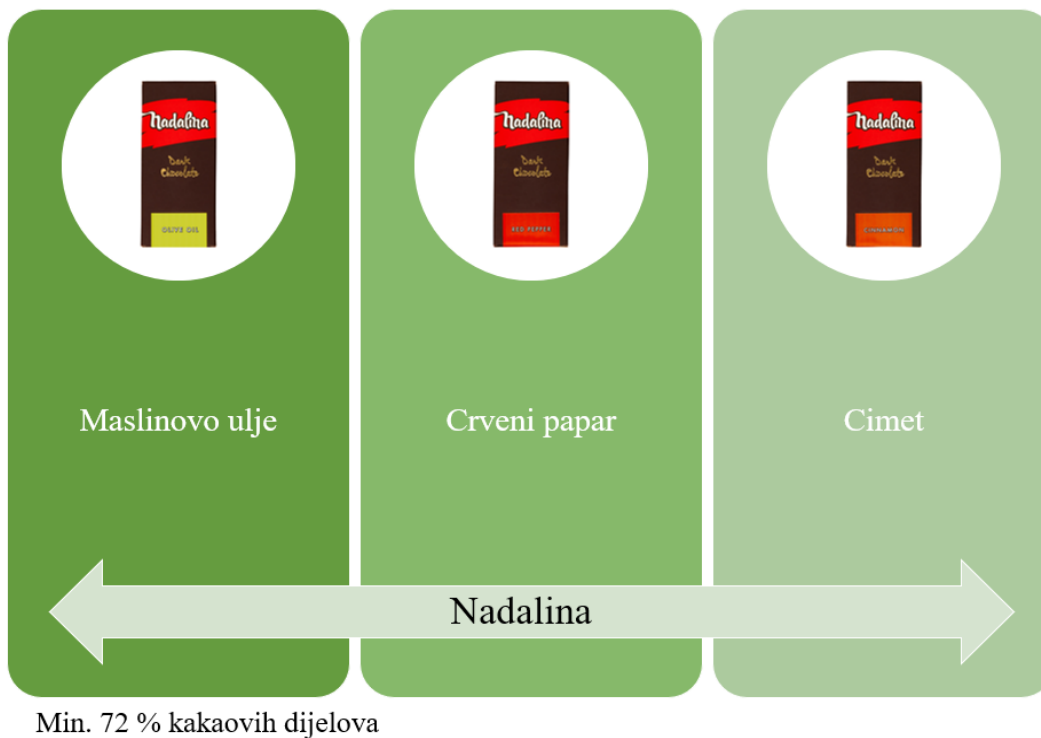 Nadalina
Dark
Chocolate
OLIVE OIL
Nadalina
Dark
Chocolate
RED PEPPER
Nadalina
Dark
Chocolate
CINNAMON
Maslinovo ulje
Crveni papar
Cimet
Nadalina
Min. 72 % kakaovih dijelova